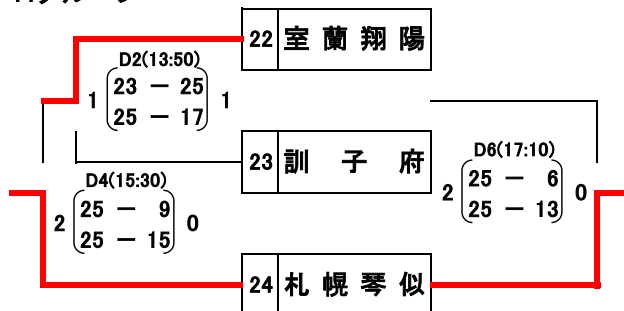 22 室蘭翔陽
D2(13:50)
1 23 － 25 1
25 － 17
23 訓子府
D6(17:10)
2 25 － 6 0
25 － 13
D4(15:30)
2 25 － 9 0
25 － 15
24 札幌琴似